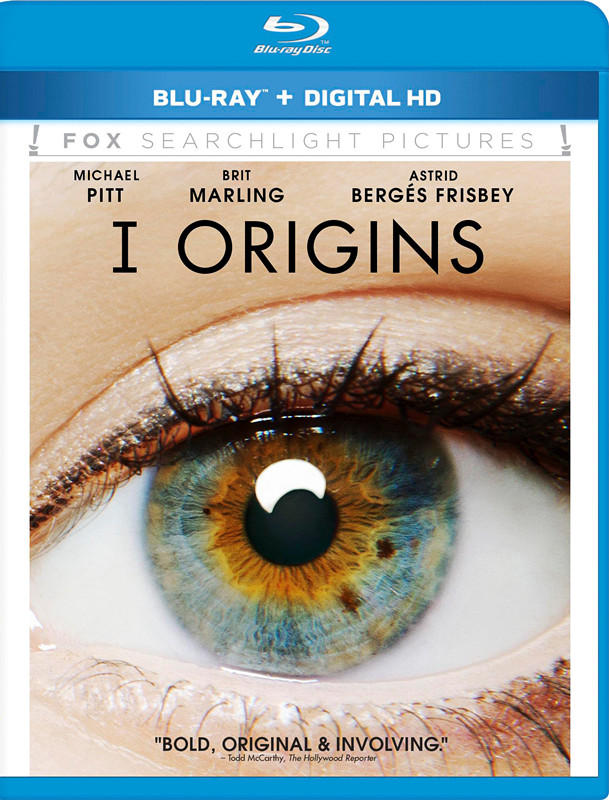 Blu-ray Disc™
BLU-RAY™ + DIGITAL HD
FOX SEARCHLIGHT PICTURES
MICHAEL PITT
BRIT MARLING
ASTRID BERGÉS FRISBEY
I ORIGINS
"BOLD, ORIGINAL & INVOLVING."
– Todd McCarthy, The Hollywood Reporter